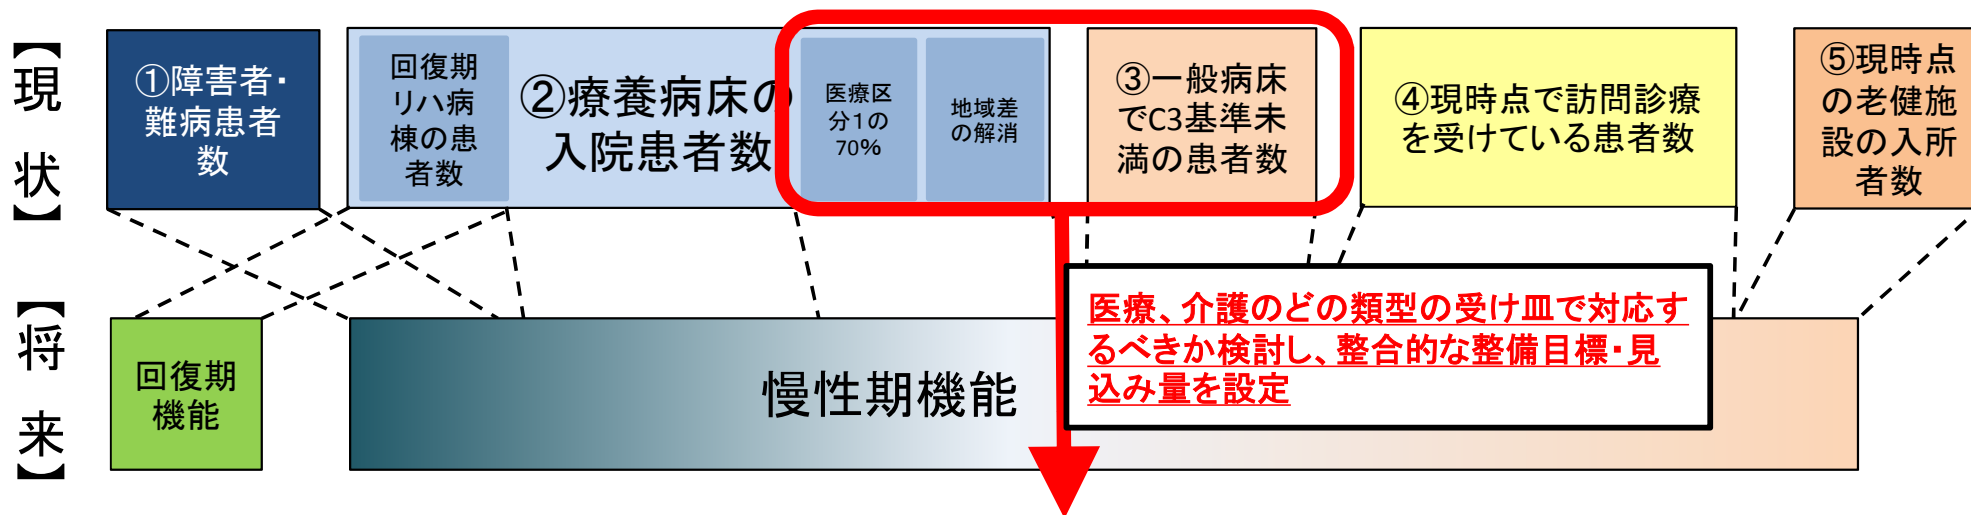 【現状】
①障害者・
難病患者
数
回復期
リハ病
棟の患
者数
②療養病床の
入院患者数
医療区
分1の
70%
地域差
の解消
③一般病床
でC3基準未
満の患者数
④現時点で訪問診療
を受けている患者数
⑤現時点
の老健施
設の入所
者数
【将来】
回復期
機能
慢性期機能
医療、介護のどの類型の受け皿で対応す
るべきか検討し、整合的な整備目標・見
込み量を設定